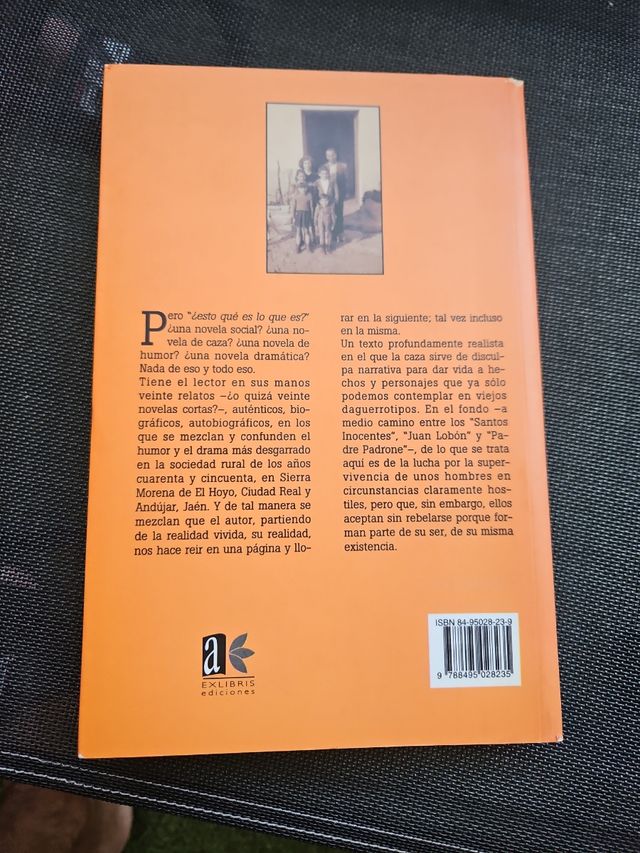 Pero "¿esto qué es lo que es?"
¿una novela social? ¿una no-
vela de caza? ¿una novela de
humor? ¿una novela dramática?
Nada de eso y todo eso.
Tiene el lector en sus manos
veinte relatos –¿o quizá veinte
novelas cortas?–, auténticos, bio-
gráficos, autobiográficos, en los
que se mezclan y confunden el
humor y el drama más desgarrado
en la sociedad rural de los años
cuarenta y cincuenta, en Sierra
Morena de El Hoyo, Ciudad Real y
Andújar, Jaén. Y de tal manera se
mezclan que el autor, partiendo
de la realidad vivida, su realidad,
nos hace reir en una página y llo-
rar en la siguiente; tal vez incluso
en la misma.
Un texto profundamente realista
en el que la caza sirve de discul-
pa narrativa para dar vida a he-
chos y personajes que ya sólo
podemos contemplar en viejos
daguerrotipos. En el fondo –a
medio camino entre los "Santos
Inocentes", "Juan Lobón" y "Pa-
dre Padrone"–, de lo que se trata
aquí es de la lucha por la super-
vivencia de unos hombres en
circunstancias claramente hos-
tiles, pero que, sin embargo, ellos
aceptan sin rebelarse porque for-
man parte de su ser, de su misma
existencia.
a
EXLIBRIS
ediciones
ISBN 84-95028-23-9
9 788495 028235